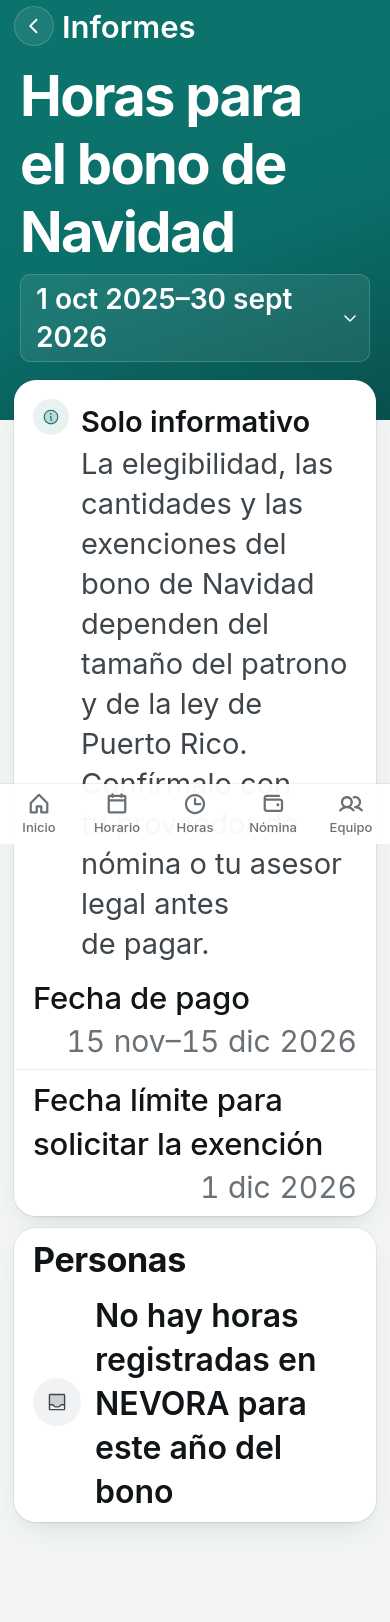 Informes
Horas para
el bono de
Navidad
1 oct 2025–30 sept
2026
Solo informativo
La elegibilidad, las
cantidades y las
exenciones del
bono de Navidad
dependen del
tamaño del patrono
y de la ley de
Puerto Rico.
Confírmalo con
Inicio Horario Horas Nómina Equipo
nómina o tu asesor
legal antes
de pagar.
Fecha de pago
15 nov–15 dic 2026
Fecha límite para
solicitar la exención
1 dic 2026
Personas
No hay horas
registradas en
NEVORA para
este año del
bono